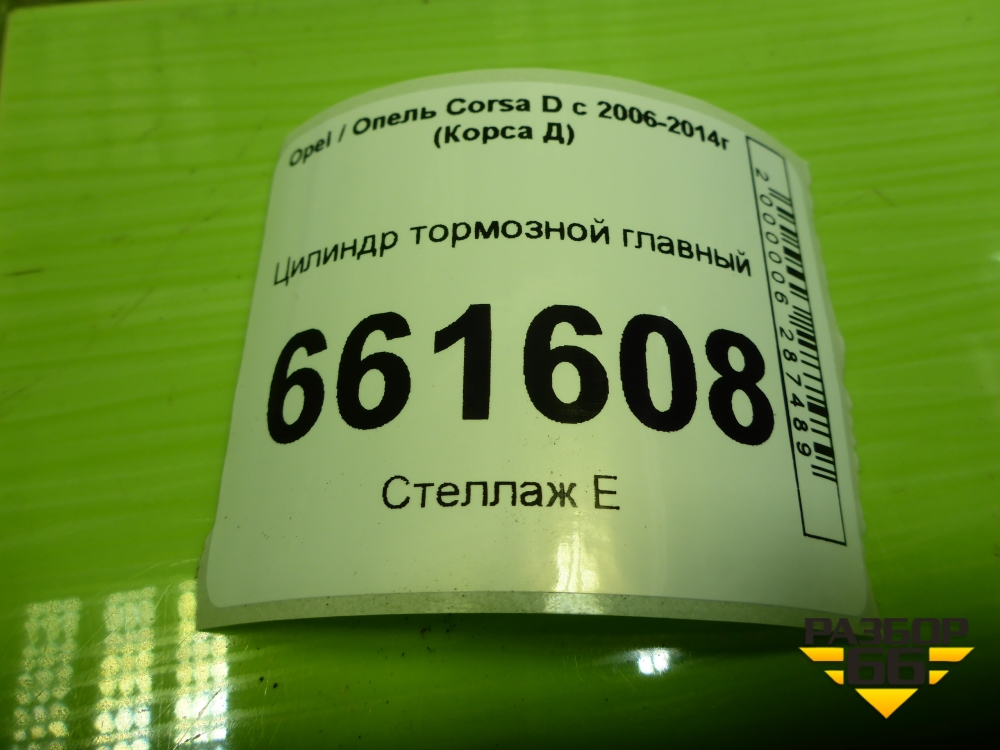 Opel / Опель Corsa D с 2006-2014г
(Корса Д)
Цилиндр тормозной главный
661608
Стеллаж Е
2000006287489
РАЗБОР
66